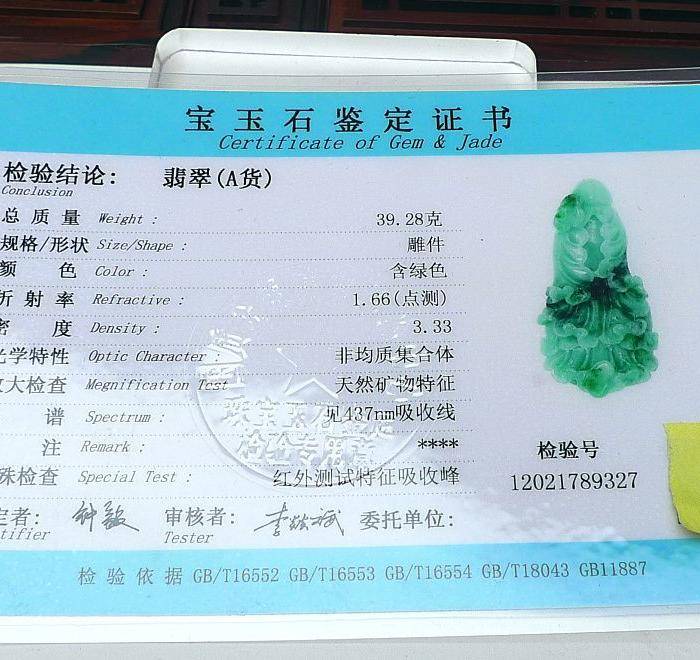 宝玉石鉴定证书
Certificate of Gem & Jade
检验结论: 翡翠(A货)
Conclusion
总质量 Weight: 39.28克
规格/形状 Size/Shape: 雕件
颜色 Color: 含绿色
折射率 Refractive: 1.66(点测)
密度 Density: 3.33
光学特性 Optic Character: 非均质集合体
放大检查 Megnification Test 天然矿物特征
谱 Spectrum: 见437nm吸收线
注 Remark: ****
殊检查 Special Test: 红外测试特征吸收峰
检验号
12021789327
定者: 审核者: 委托单位:
tifier Tester
检验依据 GB/T16552 GB/T16553 GB/T16554 GB/T18043 GB11887